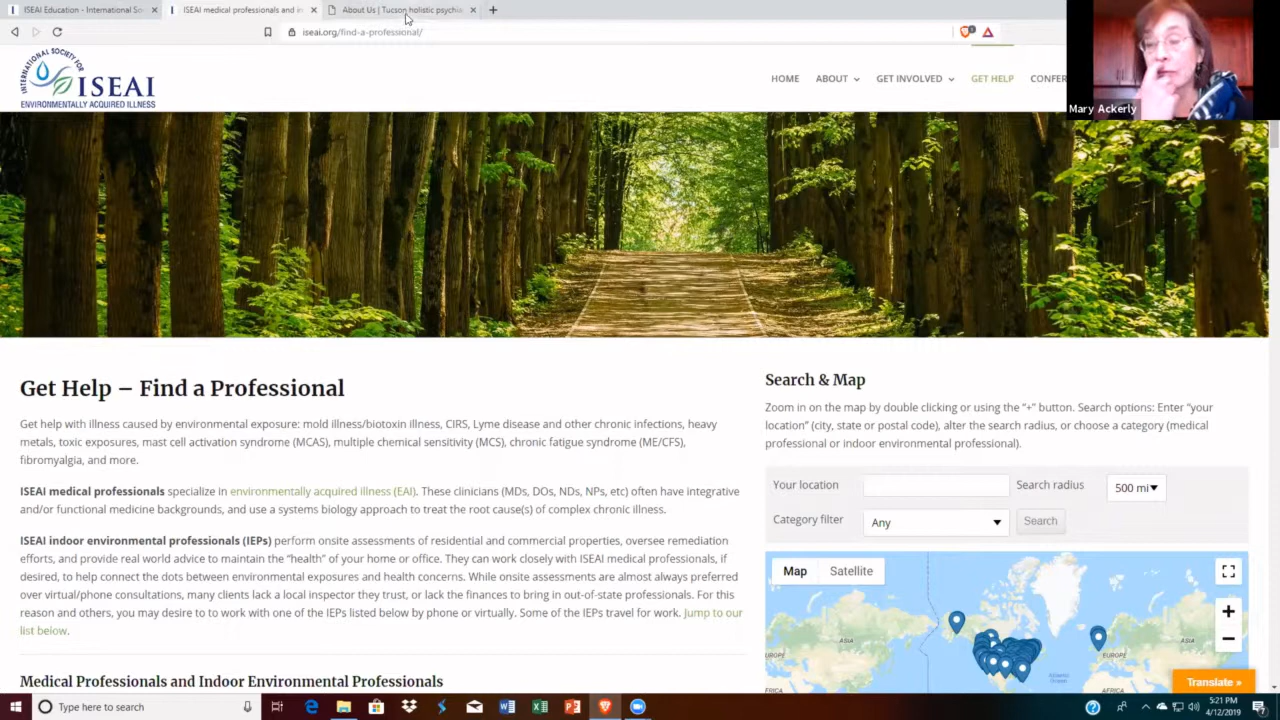 ISEAI Education - International So
ISEAI medical professionals and in
About Us | Tucson holistic psychia
iseai.org/find-a-professional/
INTERNATIONAL SOCIETY FOR
ISEAI
ENVIRONMENTALLY ACQUIRED ILLNESS
HOME ABOUT GET INVOLVED GET HELP CONFER
Mary Ackerly
Get Help – Find a Professional
Get help with illness caused by environmental exposure: mold illness/biotoxin illness, CIRS, Lyme disease and other chronic infections, heavy
metals, toxic exposures, mast cell activation syndrome (MCAS), multiple chemical sensitivity (MCS), chronic fatigue syndrome (ME/CFS),
fibromyalgia, and more.
ISEAI medical professionals specialize in environmentally acquired illness (EAI). These clinicians (MDs, DOs, NDs, NPs, etc) often have integrative
and/or functional medicine backgrounds, and use a systems biology approach to treat the root cause(s) of complex chronic illness.
ISEAI indoor environmental professionals (IEPs) perform onsite assessments of residential and commercial properties, oversee remediation
efforts, and provide real world advice to maintain the “health” of your home or office. They can work closely with ISEAI medical professionals, if
desired, to help connect the dots between environmental exposures and health concerns. While onsite assessments are almost always preferred
over virtual/phone consultations, many clients lack a local inspector they trust, or lack the finances to bring in out-of-state professionals. For this
reason and others, you may desire to to work with one of the IEPs listed below by phone or virtually. Some of the IEPs travel for work. Jump to our
list below.
Medical Professionals and Indoor Environmental Professionals
Search & Map
Zoom in on the map by double clicking or using the “+” button. Search options: Enter “your
location” (city, state or postal code), alter the search radius, or choose a category (medical
professional or indoor environmental professional).
Your location
Search radius
500 mi
Category filter
Any
Search
Map Satellite
ASIA
NORTH
EUROPE
ASIA
Atlantic
Ocean
AFRICA
AFRICA
Translate »
Type here to search
5:21 PM
4/12/2019
7